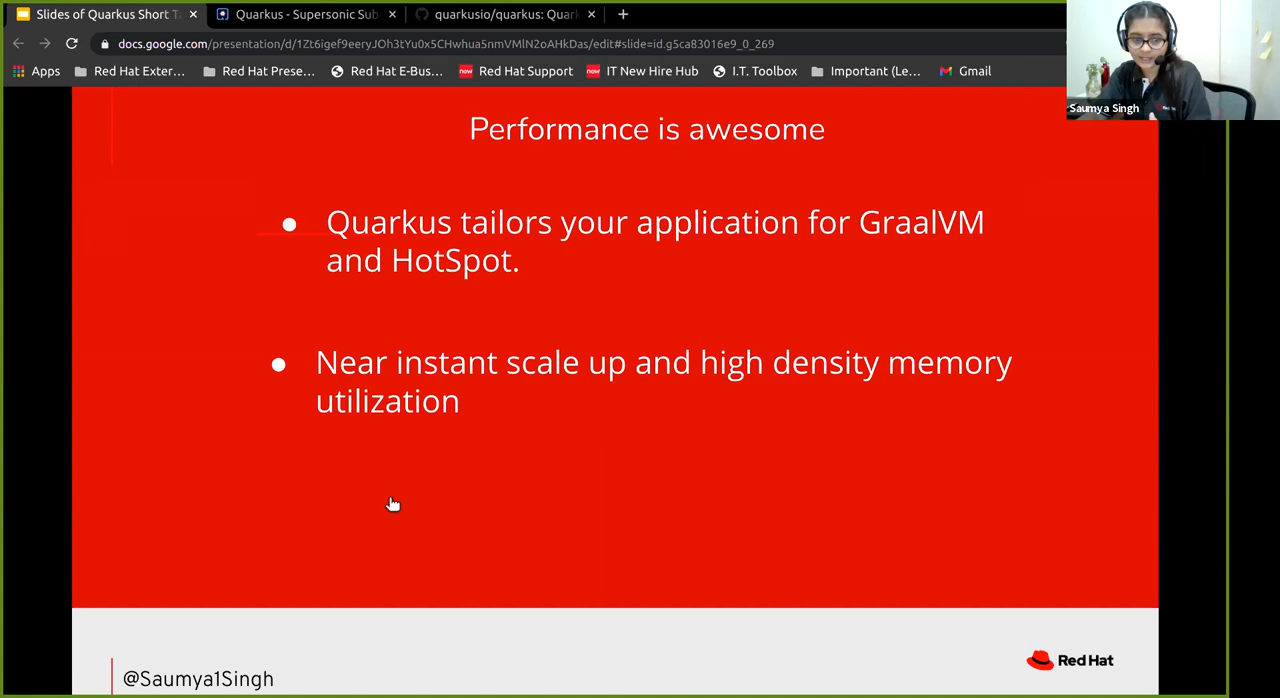 Slides of Quarkus Short T
Quarkus - Supersonic Sub
quarkusio/quarkus: Quar
docs.google.com/presentation/d/1Zt6igef9eeryJOh3tYu0x5CHwhua5nmVMlN2oAHkDas/edit#slide=id.g5ca83016e9_0_269
Apps
Red Hat Exter...
Red Hat Prese...
Red Hat E-Bus...
now Red Hat Support
now IT New Hire Hub
I.T. Toolbox
Important (Le...
Gmail
Saumya Singh
Performance is awesome
● Quarkus tailors your application for GraalVM
and HotSpot.
● Near instant scale up and high density memory
utilization
@Saumya1Singh
Red Hat